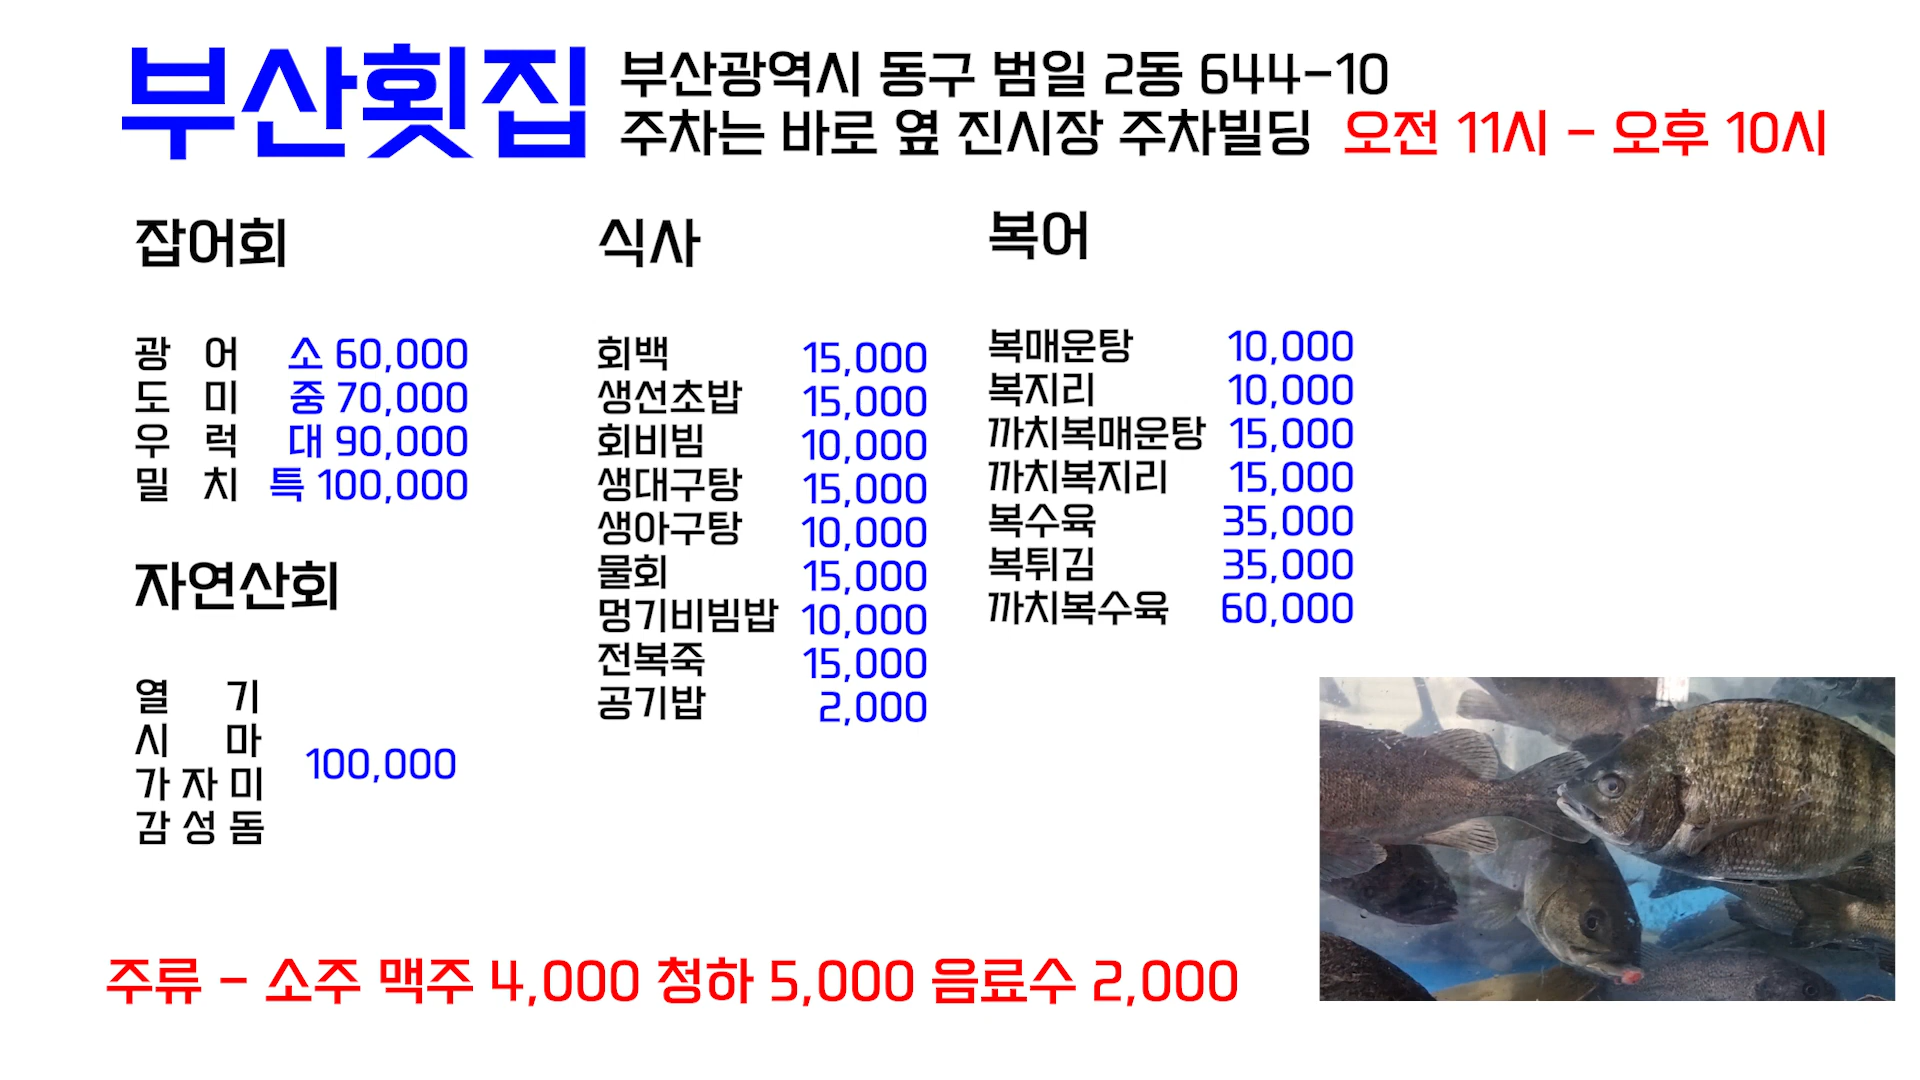 부산횟집
부산광역시 동구 범일 2동 644-10
주차는 바로 옆 진시장 주차빌딩 오전 11시 - 오후 10시
잡어회
광 어 소 60,000
도 미 중 70,000
우 럭 대 90,000
밀 치 특 100,000
자연산회
열 기
시 마
가 자 미
감 성 돔
100,000
식사
회백 15,000
생선초밥 15,000
회비빔 10,000
생대구탕 15,000
생아구탕 10,000
물회 15,000
멍기비빔밥 10,000
전복죽 15,000
공기밥 2,000
복어
복매운탕 10,000
복지리 10,000
까치복매운탕 15,000
까치복지리 15,000
복수육 35,000
복튀김 35,000
까치복수육 60,000
주류 - 소주 맥주 4,000 청하 5,000 음료수 2,000